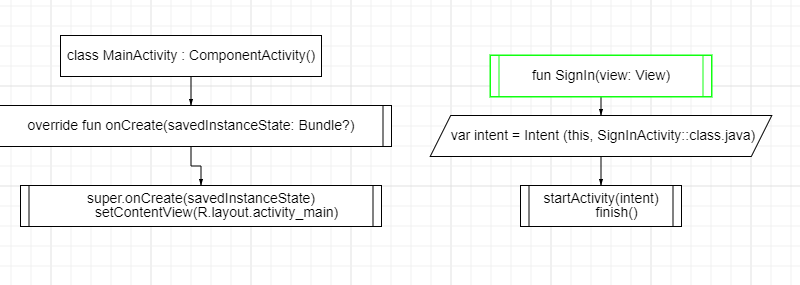 class MainActivity : ComponentActivity()
override fun onCreate(savedInstanceState: Bundle?)
super.onCreate(savedInstanceState)
setContentView(R.layout.activity_main)
fun SignIn(view: View)
var intent = Intent (this, SignInActivity::class.java)
startActivity(intent)
finish()